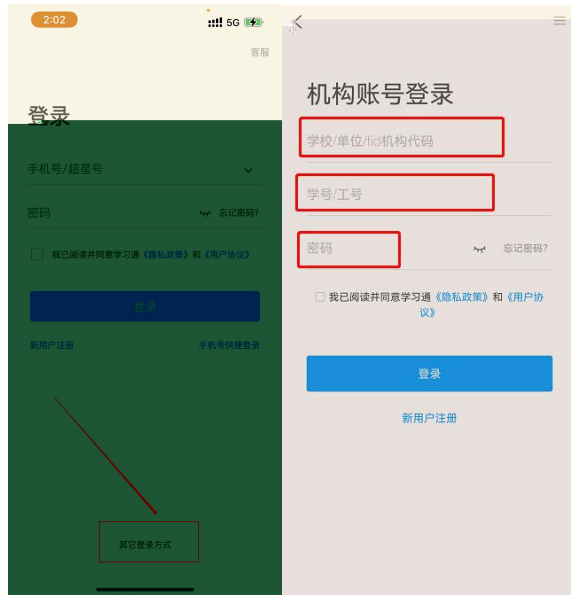 2:02
5G
客服
登录
手机号/超星号
密码
忘记密码?
我已阅读并同意学习通《隐私政策》和《用户协议》
登录
新用户注册
手机号快捷登录
其它登录方式
机构账号登录
学校/单位/fid机构代码
学号/工号
密码
忘记密码?
我已阅读并同意学习通《隐私政策》和《用户协
议》
登录
新用户注册